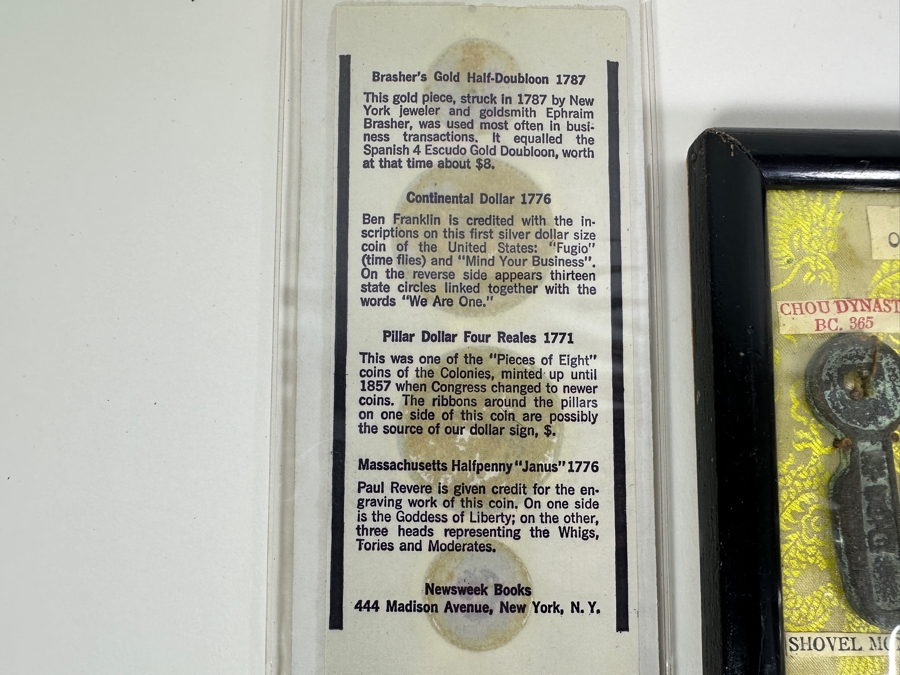 Brasher's Gold Half-Doubloon 1787
This gold piece, struck in 1787 by New
York jeweler and goldsmith Ephraim
Brasher, was used most often in busi-
ness transactions. It equalled the
Spanish 4 Escudo Gold Doubloon, worth
at that time about $8.
Continental Dollar 1776
Ben Franklin is credited with the in-
scriptions on this first silver dollar size
coin of the United States: "Fugio"
(time flies) and "Mind Your Business".
On the reverse side appears thirteen
state circles linked together with the
words "We Are One."
Pillar Dollar Four Reales 1771
This was one of the "Pieces of Eight"
coins of the Colonies, minted up until
1857 when Congress changed to newer
coins. The ribbons around the pillars
on one side of this coin are possibly
the source of our dollar sign, $.
Massachusetts Halfpenny "Janus" 1776
Paul Revere is given credit for the en-
graving work of this coin. On one side
is the Goddess of Liberty; on the other,
three heads representing the Whigs,
Tories and Moderates.
Newsweek Books
444 Madison Avenue, New York, N. Y.
CHOU DYNAST
BC. 365
SHOVEL